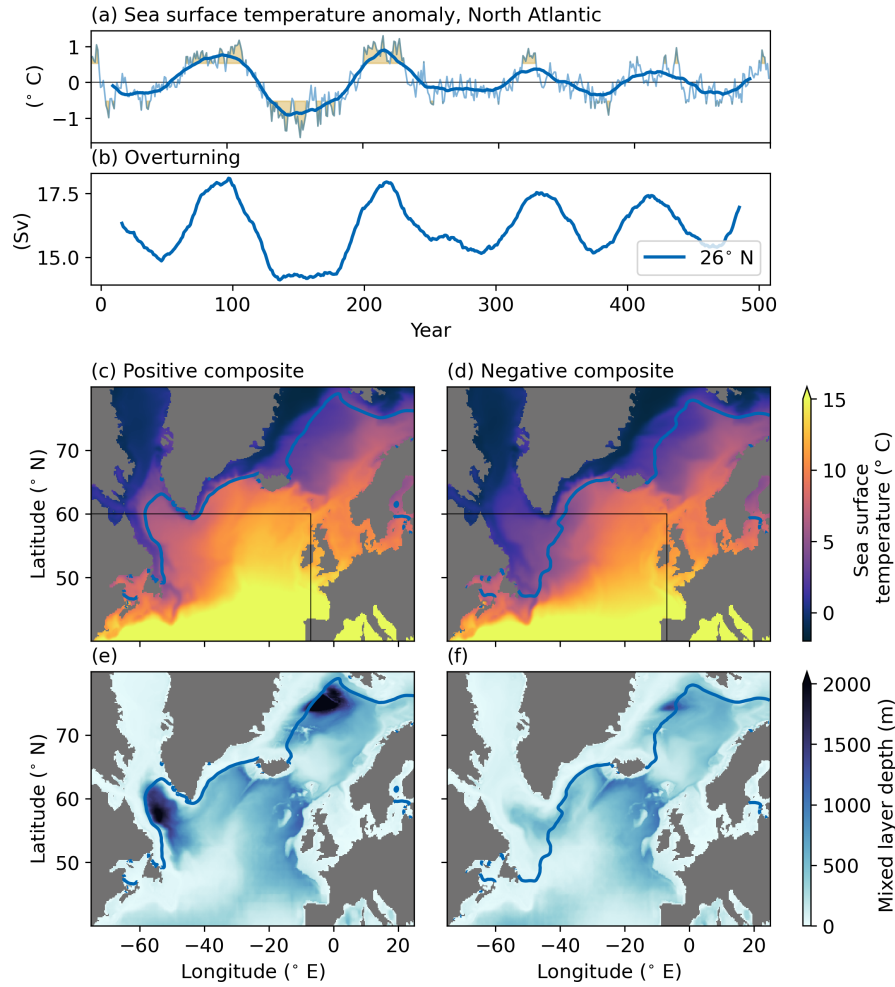 (a) Sea surface temperature anomaly, North Atlantic
1
0
−1
(° C)
(b) Overturning
17.5
15.0
(Sv)
26° N
0 100 200 300 400 500
Year
(c) Positive composite
(d) Negative composite
70
60
50
Latitude (° N)
15
10
5
0
Sea surface
temperature (° C)
(e)
(f)
70
60
50
Latitude (° N)
−60 −40 −20 0 20
−60 −40 −20 0 20
Longitude (° E)
Longitude (° E)
2000
1500
1000
500
0
Mixed layer depth (m)